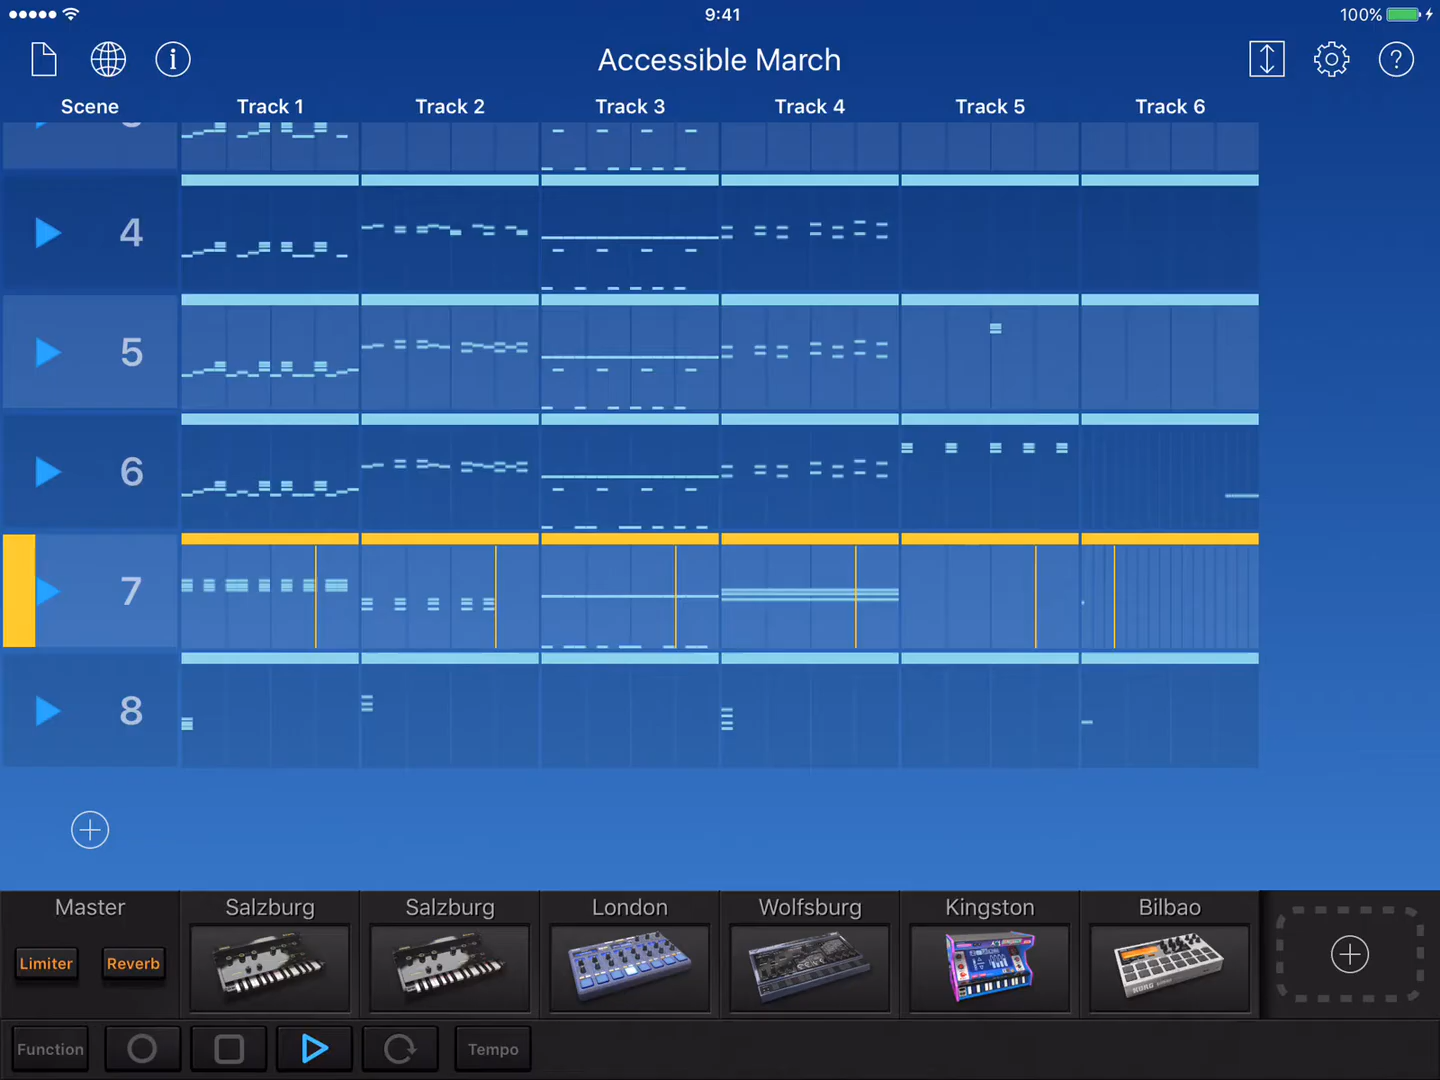 9:41
100%
Accessible March
Scene Track 1 Track 2 Track 3 Track 4 Track 5 Track 6
4
5
6
7
8
Master Salzburg Salzburg London Wolfsburg Kingston Bilbao
Limiter Reverb
KORG
Function Tempo